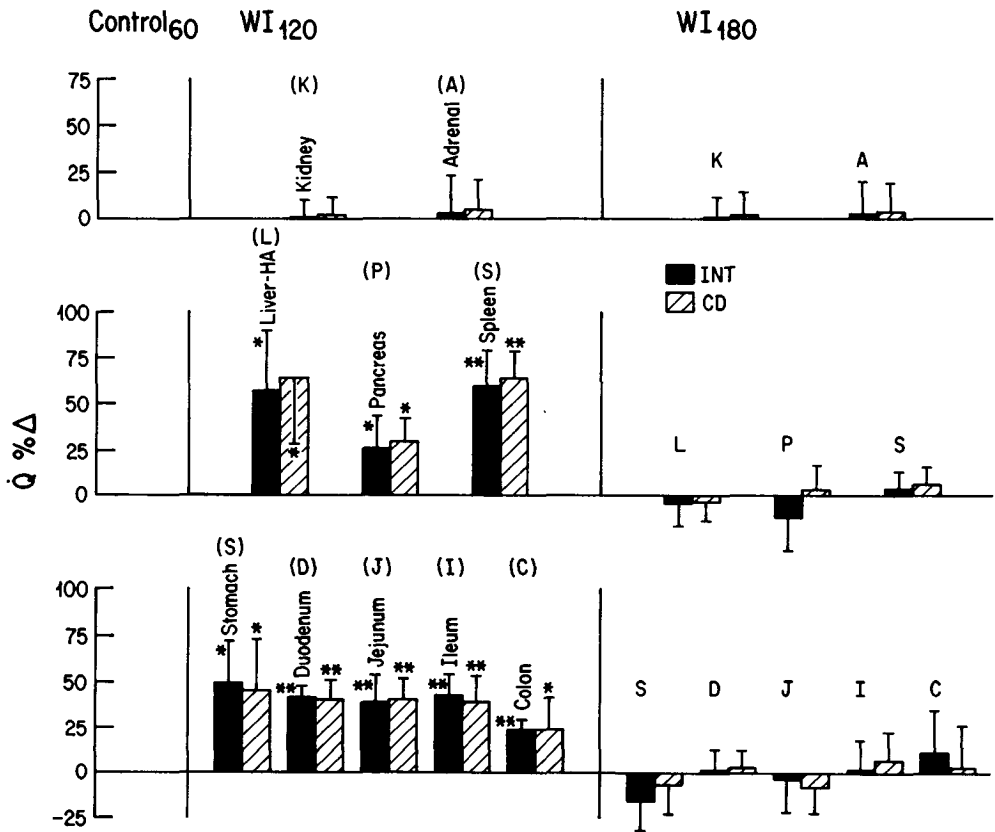 Control60 WI120 WI180
75
50
25
0
(K)
Kidney
(A)
Adrenal
K A
INT
CD
Q̇ %Δ
100
75
50
25
0
(L)
* Liver-HA
*
(P)
* Pancreas *
(S)
** Spleen **
L P S
100
75
50
25
0
-25
(S)
* Stomach *
(D)
** Duodenum **
(J)
** Jejunum **
(I)
** Ileum **
(C)
** Colon *
S D J I C